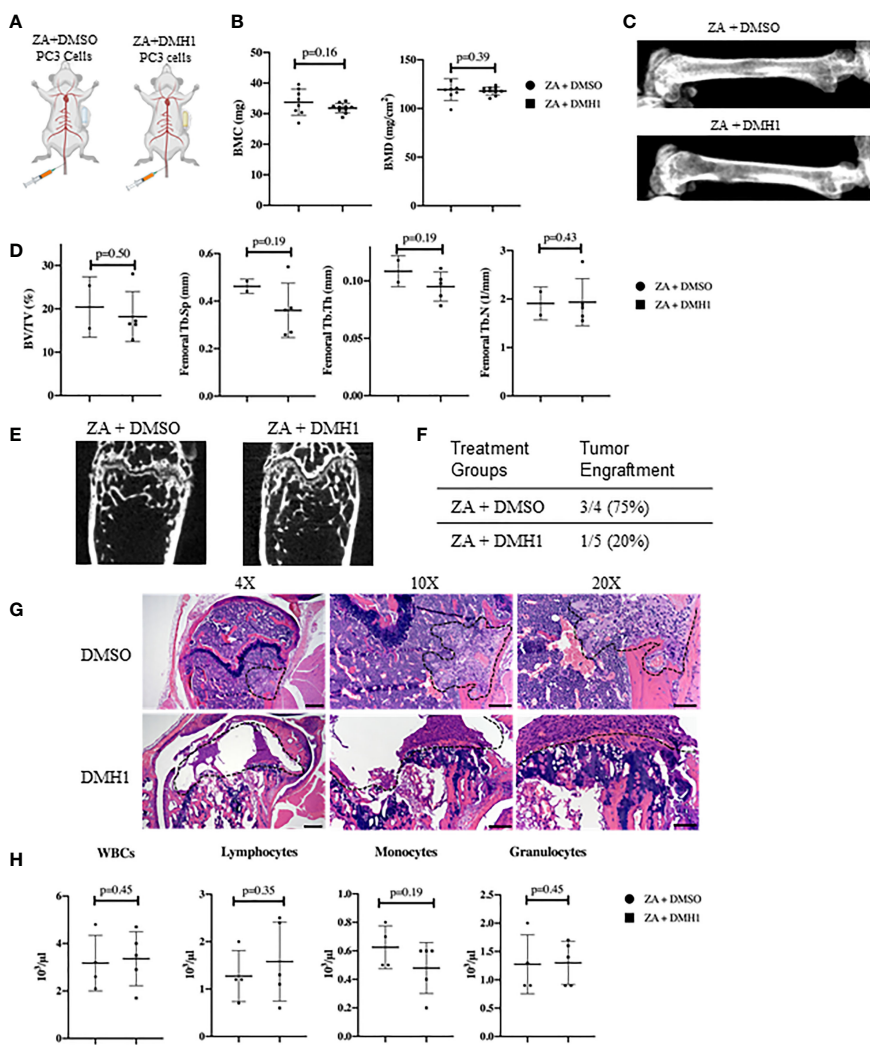 A
ZA+DMSO
PC3 Cells
ZA+DMH1
PC3 cells
B
p=0.16
BMC (mg)
50
40
30
20
10
0
p=0.39
BMD (mg/cm²)
150
100
50
0
ZA + DMSO
ZA + DMH1
C
ZA + DMSO
ZA + DMH1
D
p=0.50
BV/TV (%)
30
20
10
0
p=0.19
Femoral Tb.Sp (mm)
0.6
0.4
0.2
0.0
p=0.19
Femoral Tb.Th (mm)
0.10
0.05
0.00
p=0.43
Femoral Tb.N (1/mm)
3
2
1
0
ZA + DMSO
ZA + DMH1
E
ZA + DMSO
ZA + DMH1
F
Treatment Groups
Tumor Engraftment
ZA + DMSO
3/4 (75%)
ZA + DMH1
1/5 (20%)
G
4X
10X
20X
DMSO
DMH1
H
WBCs
p=0.45
10³/µl
6
4
2
0
Lymphocytes
p=0.35
10³/µl
3
2
1
0
Monocytes
p=0.19
10³/µl
1.0
0.8
0.6
0.4
0.2
0.0
Granulocytes
p=0.45
10³/µl
2.5
2.0
1.5
1.0
0.5
0.0
ZA + DMSO
ZA + DMH1